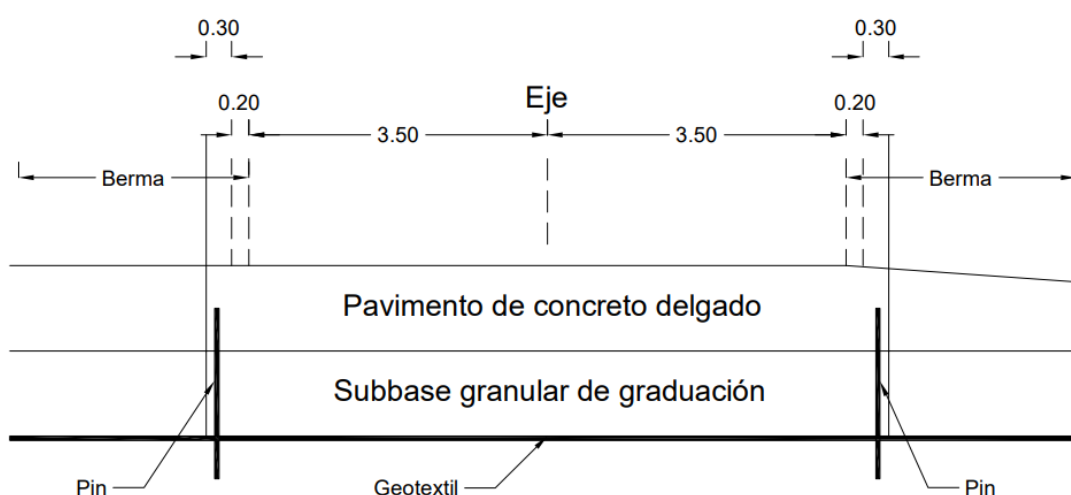 0.30
0.30
Eje
0.20
0.20
3.50
3.50
Berma
Berma
Pavimento de concreto delgado
Subbase granular de graduación
Pin
Geotextil
Pin